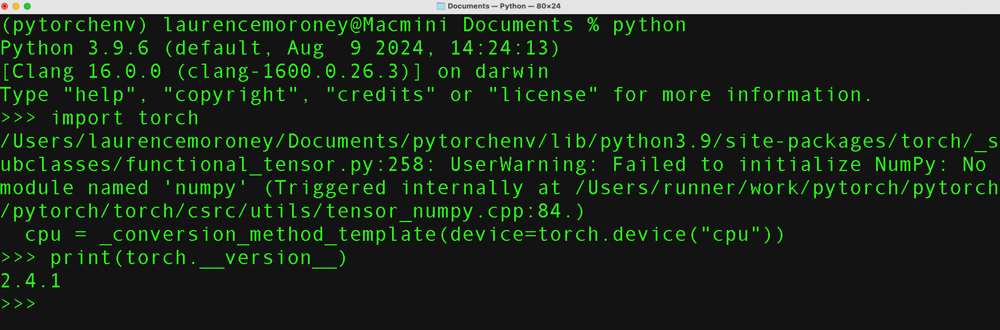 Documents — Python — 80×24
(pytorchenv) laurencemoroney@Macmini Documents % python
Python 3.9.6 (default, Aug  9 2024, 14:24:13)
[Clang 16.0.0 (clang-1600.0.26.3)] on darwin
Type "help", "copyright", "credits" or "license" for more information.
>>> import torch
/Users/laurencemoroney/Documents/pytorchenv/lib/python3.9/site-packages/torch/_s
ubclasses/functional_tensor.py:258: UserWarning: Failed to initialize NumPy: No
module named 'numpy' (Triggered internally at /Users/runner/work/pytorch/pytorch
/pytorch/torch/csrc/utils/tensor_numpy.cpp:84.)
  cpu = _conversion_method_template(device=torch.device("cpu"))
>>> print(torch.__version__)
2.4.1
>>>